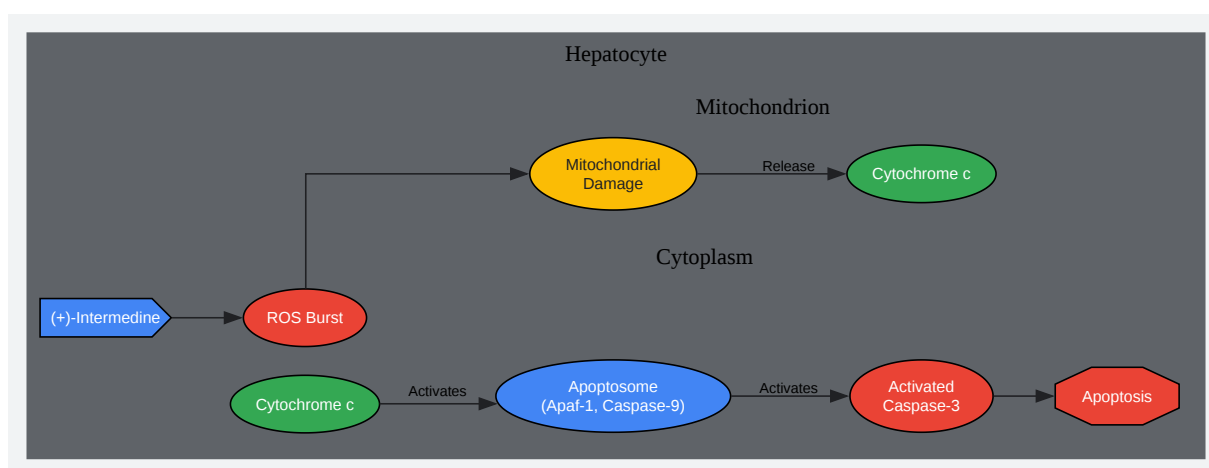 Hepatocyte
Mitochondrion
Mitochondrial
Damage
Release
Cytochrome c
Cytoplasm
(+)-Intermedine
ROS Burst
Cytochrome c
Activates
Apoptosome
(Apaf-1, Caspase-9)
Activates
Activated
Caspase-3
Apoptosis